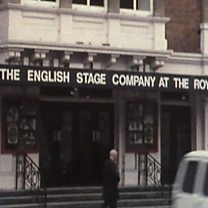 THE ENGLISH STAGE COMPANY AT THE ROY